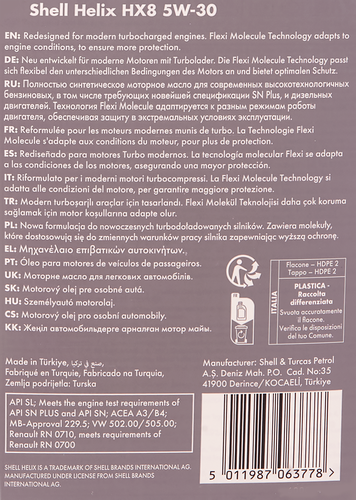 Shell Helix HX8 5W-30
EN: Redesigned for modern turbocharged engines. Flexi Molecule Technology adapts to
engine conditions, to ensure more protection.
DE: Neu entwickelt für moderne Motoren mit Turbolader. Die Flexi Molecule Technology passt
sich flexibel den unterschiedlichen Bedingungen des Motors an und bietet optimalen Schutz.
RU: Полностью синтетическое моторное масло для современных высокотехнологичных
бензиновых, в том числе требующих новейшей спецификации SN Plus, и дизельных
двигателей. Технология Flexi Molecule адаптируется к разным режимам работы
двигателя, обеспечивая защиту в экстремальных условиях эксплуатации.
FR: Reformulée pour les moteurs modernes munis de turbo. La Technologie Flexi
Molecule s'adapte aux conditions du moteur, pour plus de protection.
ES: Rediseñado para motores Turbo modernos. La tecnología molecular Flexi se adapta
a las condiciones de los motores, asegurando una mayor protección.
IT: Riformulato per i moderni motori turbocompressi. La Flexi Molecule Technology si
adatta alle condizioni del motore, per garantire maggiore protezione.
TR: Modern turboşarjlı araçlar için tasarlandı. Flexi Molekül Teknolojisi daha çok koruma
sağlamak için motor koşullarına adapte olur.
PL: Nowa formulacja do nowoczesnych turbodoładowanych silników. Zawiera molekuły,
które dostosowują się do zmiennych warunków pracy silnika zapewniając wyższą ochronę.
EL: Μηχανέλαιο επιβατικών αυτοκινήτων.
PT: Óleo para motores de veículos de passageiros.
UK: Моторне масло для легкових автомобілів.
SK: Motorový olej pre osobné autá.
HU: Személyautó motorolaj.
CS: Motorový olej pro osobní automobily.
KK: Жеңіл автомобильдерге арналған мотор майы.
FR
ITALIA
Flacone – HDPE 2
Tappo – HDPE 2
PLASTICA -
Raccolta
differenziata
Svuota accuratamente
il flacone.
Verifica le disposizioni
del tuo Comune.
Made in Türkiye, صنع في تركيا,
Fabriqué en Turquie, Fabricado na Turquia,
Zemlja podrijetla: Turska
Manufacturer: Shell & Turcas Petrol
A.Ş. Deniz Mah. P.O. Cad. No:35
41900 Derince/KOCAELİ, Türkiye
API SL; Meets the engine test requirements of
API SN PLUS and API SN; ACEA A3/B4;
MB-Approval 229.5; VW 502.00/505.00;
Renault RN 0710, meets requirements of
Renault RN 0700
5 011987 063778 >
SHELL HELIX IS A TRADEMARK OF SHELL BRANDS INTERNATIONAL AG.
MANUFACTURED UNDER LICENSE FROM SHELL BRANDS
INTERNATIONAL AG.